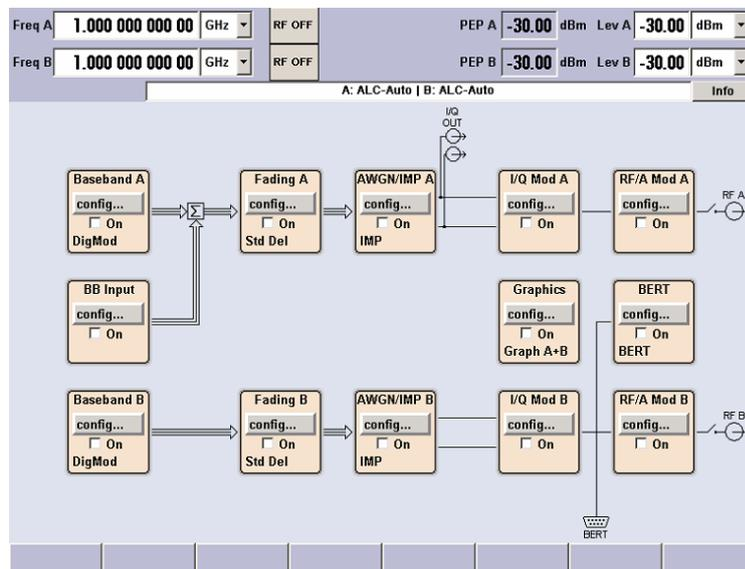 Freq A 1.000 000 000 00 GHz RF OFF PEP A -30.00 dBm Lev A -30.00 dBm
Freq B 1.000 000 000 00 GHz RF OFF PEP B -30.00 dBm Lev B -30.00 dBm
A: ALC-Auto | B: ALC-Auto Info
I/Q
OUT
Baseband A Fading A AWGN/IMP A I/Q Mod A RF/A Mod A
RF A
config... config... config... config... config...
Σ
On On On On On
DigMod Std Del IMP
BB Input Graphics BERT
config... config... config...
On On On
Graph A+B BERT
Baseband B Fading B AWGN/IMP B I/Q Mod B RF/A Mod B
RF B
config... config... config... config... config...
On On On On On
DigMod Std Del IMP
BERT